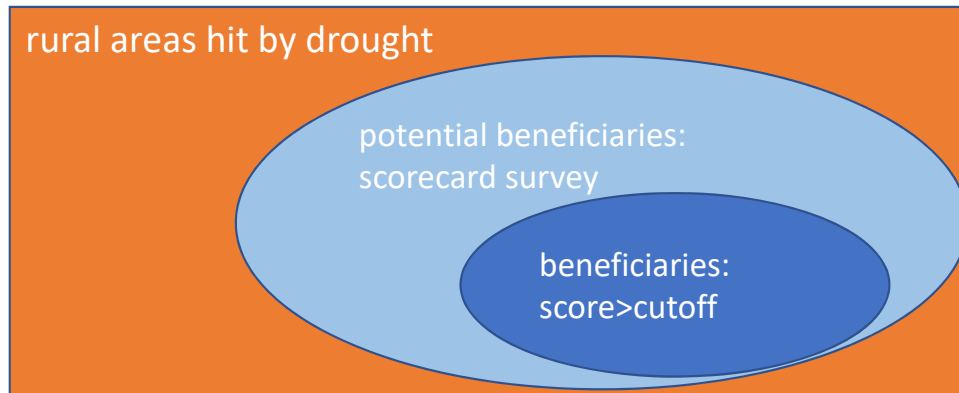 rural areas hit by drought
potential beneficiaries:
scorecard survey
beneficiaries:
score>cutoff